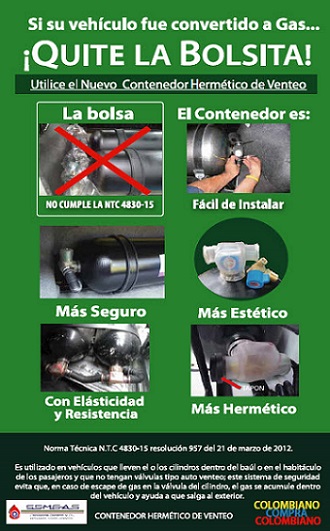 Si su vehículo fue convertido a Gas...
¡QUITE LA BOLSITA!
Utilice el Nuevo Contenedor Hermético de Venteo
La bolsa
NO CUMPLE LA NTC 4830-15
El Contenedor es:
Fácil de Instalar
Más Seguro
Más Estético
Con Elásticidad
y Resistencia
TAPON
Más Hermético
Norma Técnica N.T.C 4830-15 resolución 957 del 21 de marzo de 2012.
Es utilizado en vehículos que lleven el o los cilindros dentro del baúl o en el habitáculo
de los pasajeros y que no tengan válvulas tipo auto venteo; este sistema de seguridad
evita que, en caso de escape de gas en la válvula del cilindro, el gas se acumule dentro
del vehículo y ayuda a que salga al exterior.
CONTENEDOR HERMÉTICO DE VENTEO
COLOMBIANO
COMPRA
COLOMBIANO